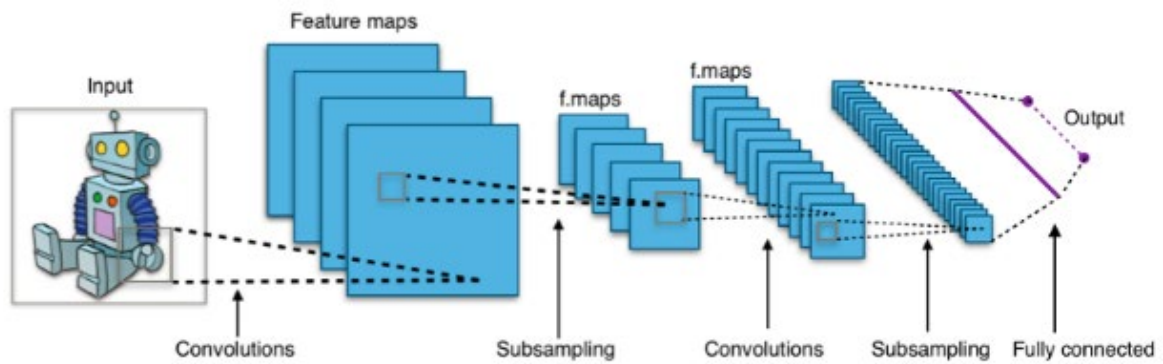 Feature maps
Input
f.maps
f.maps
Output
Convolutions
Subsampling
Convolutions
Subsampling
Fully connected